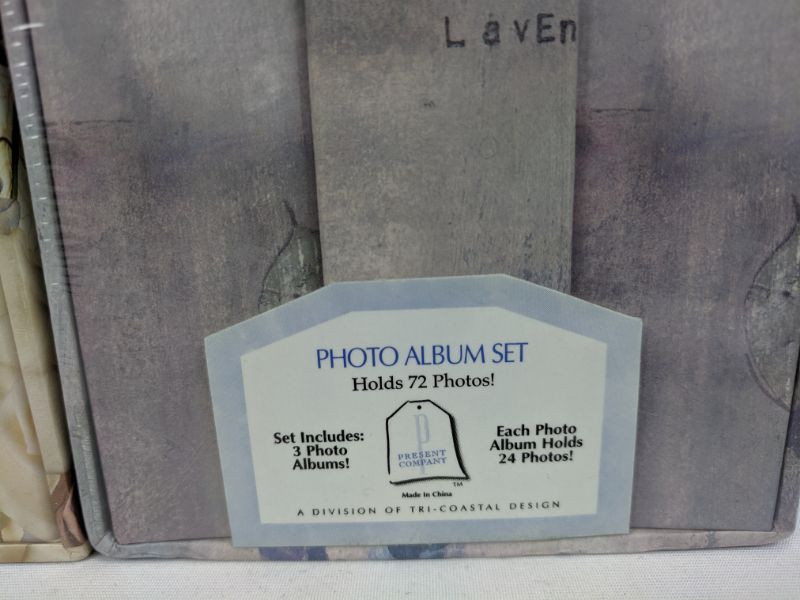 LavEn
PHOTO ALBUM SET
Holds 72 Photos!
Set Includes:
3 Photo
Albums!
P
PRESENT
COMPANY
TM
Made in China
Each Photo
Album Holds
24 Photos!
A DIVISION OF TRI-COASTAL DESIGN